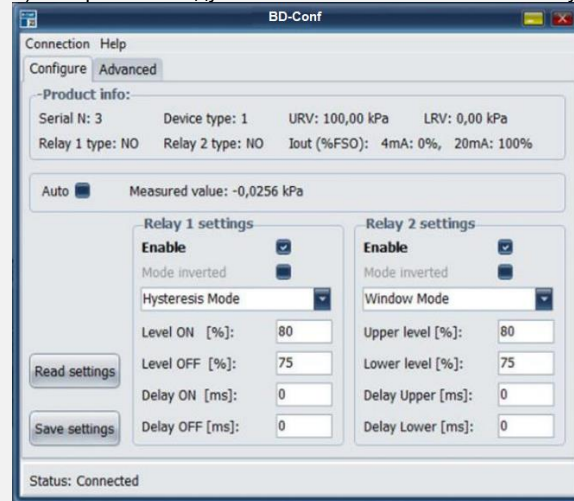 BD-Conf
Connection Help
Configure Advanced
-Product info:
Serial N: 3 Device type: 1 URV: 100,00 kPa LRV: 0,00 kPa
Relay 1 type: NO Relay 2 type: NO Iout (%FSO): 4mA: 0%, 20mA: 100%
Auto Measured value: -0,0256 kPa
Relay 1 settings
Enable
Mode inverted
Hysteresis Mode
Level ON [%]: 80
Level OFF [%]: 75
Delay ON [ms]: 0
Delay OFF [ms]: 0
Relay 2 settings
Enable
Mode inverted
Window Mode
Upper level [%]: 80
Lower level [%]: 75
Delay Upper [ms]: 0
Delay Lower [ms]: 0
Read settings
Save settings
Status: Connected